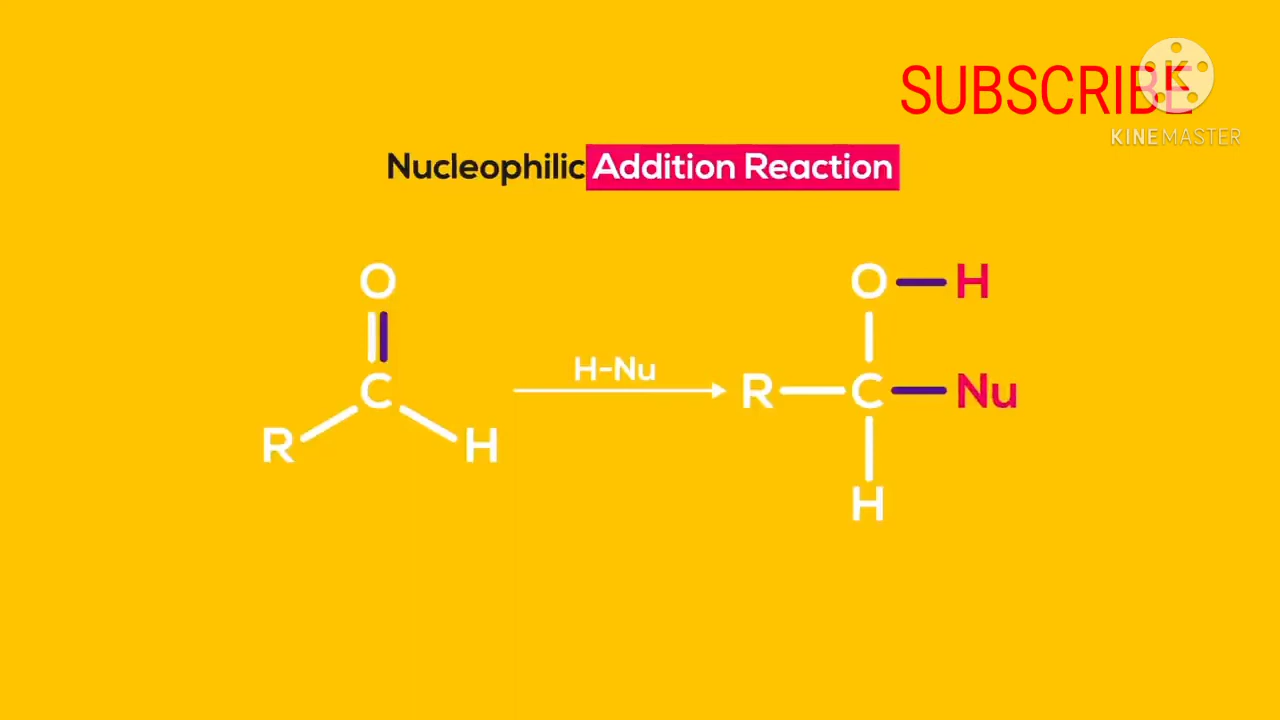 SUBSCRIBE
K
KINEMASTER
Nucleophilic Addition Reaction
O
C
R
H
H-Nu
O H
R C Nu
H